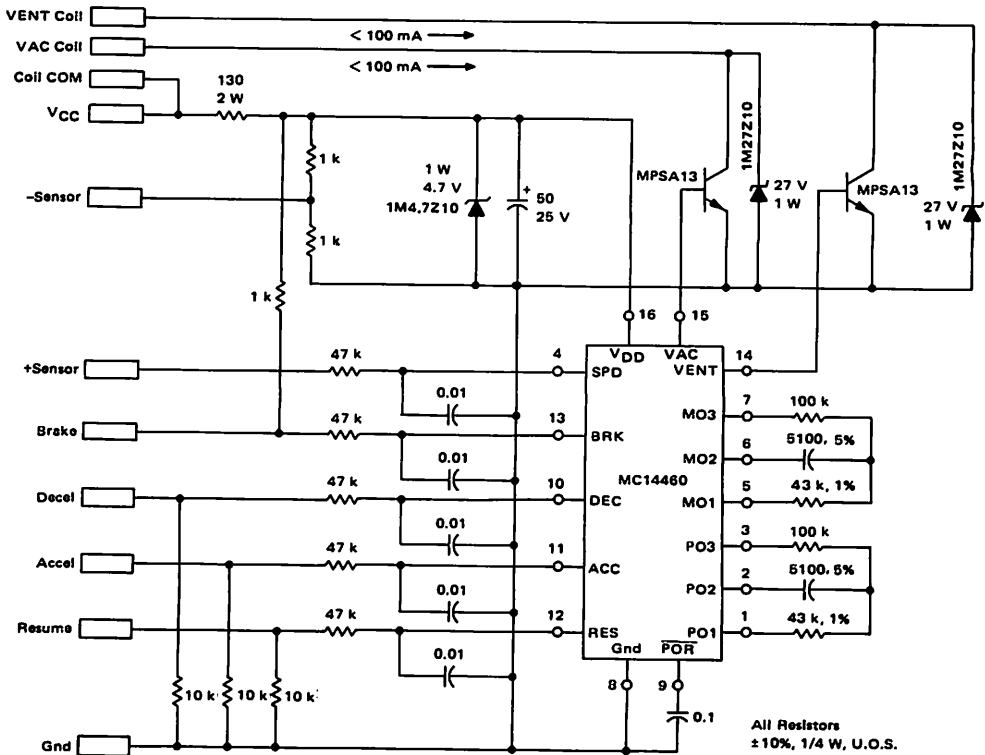 VENT Coil
< 100 mA
VAC Coil
< 100 mA
Coil COM
130
2 W
VCC
1 k
1 W
4.7 V
1M4.7Z10
+
50
25 V
MPSA13
1M27Z10
27 V
1 W
MPSA13
1M27Z10
27 V
1 W
–Sensor
1 k
1 k
16
15
VDD
VAC
14
VENT
+Sensor
47 k
4
SPD
0.01
7
100 k
MO3
Brake
47 k
13
BRK
0.01
6
5100, 5%
MO2
MC14460
Decel
47 k
10
DEC
0.01
5
43 k, 1%
MO1
3
100 k
PO3
Accel
47 k
11
ACC
0.01
2
5100, 5%
PO2
Resume
47 k
12
RES
0.01
1
43 k, 1%
PO1
Gnd
POR
10 k
10 k
10 k
8
9
0.1
Gnd
All Resistors
±10%, 1/4 W, U.O.S.